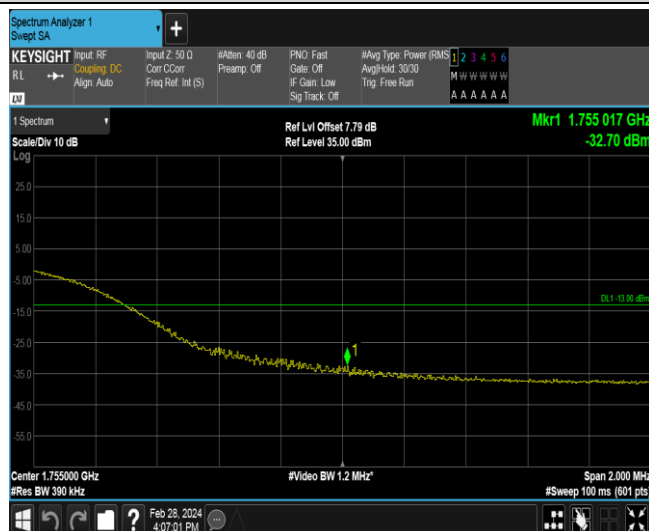 Spectrum Analyzer 1
Swept SA
+
KEYSIGHT Input: RF Input Z: 50 Ω #Atten: 40 dB PNO: Fast #Avg Type: Power (RMS 1 2 3 4 5 6
RL Coupling: DC Corr CCorr Preamp: Off Gate: Off Avg|Hold: 30/30 M W W W W W
Align: Auto Freq Ref: Int (S) IF Gain: Low Trig: Free Run
Sig Track: Off A A A A A A
LXI
1 Spectrum Ref Lvl Offset 7.79 dB Mkr1 1.755 017 GHz
Scale/Div 10 dB Ref Level 35.00 dBm -32.70 dBm
Log
25.0
15.0
5.00
-5.00
DL1 -13.00 dBm
-15.0
-25.0
1
-35.0
-45.0
-55.0
Center 1.755000 GHz #Video BW 1.2 MHz* Span 2.000 MHz
#Res BW 390 kHz #Sweep 100 ms (601 pts)
? Feb 28, 2024
4:07:01 PM